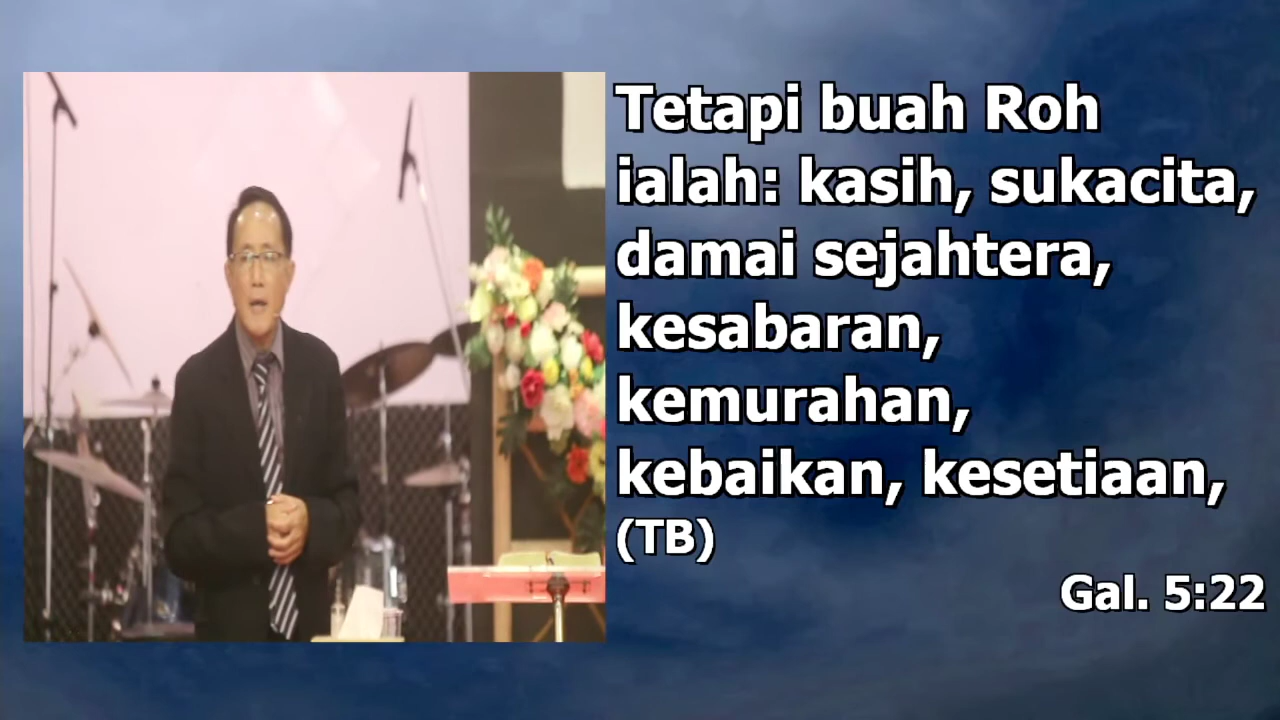 Tetapi buah Roh
ialah: kasih, sukacita,
damai sejahtera,
kesabaran,
kemurahan,
kebaikan, kesetiaan,
(TB)
Gal. 5:22